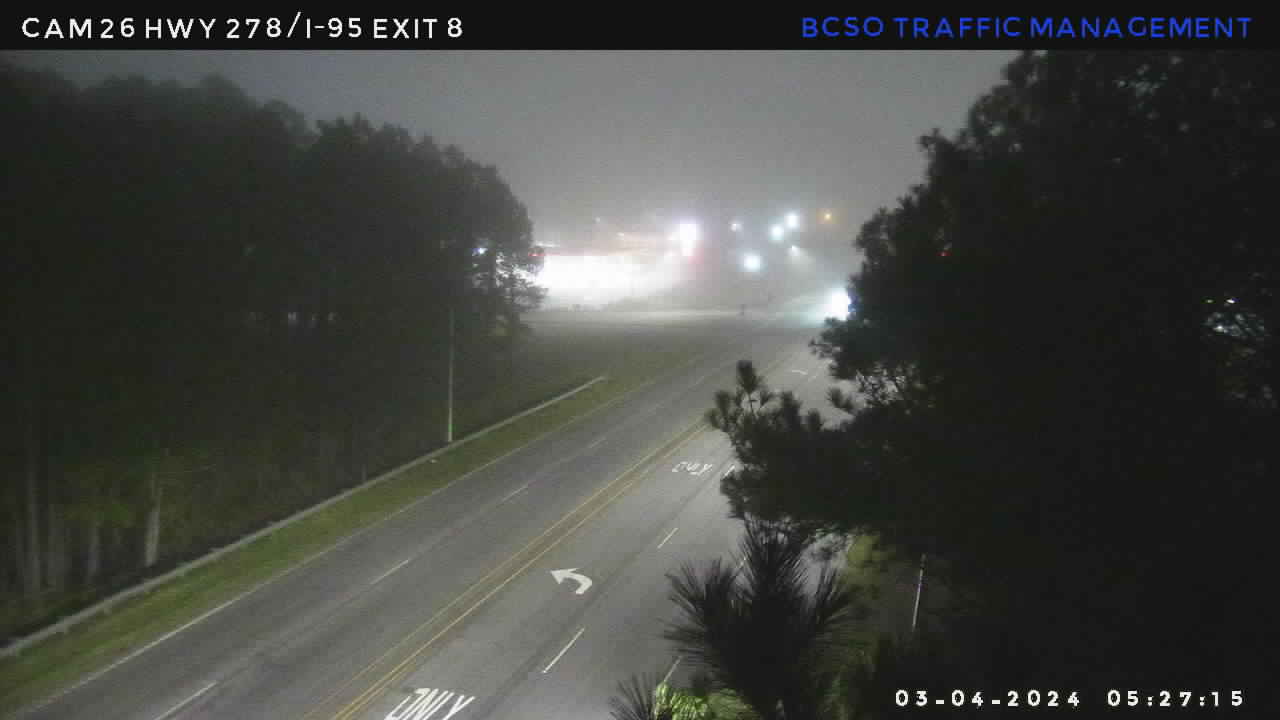 CAM 26 HWY 278/I-95 EXIT 8
BCSO TRAFFIC MANAGEMENT
ONLY
ONLY
03-04-2024 05:27:15